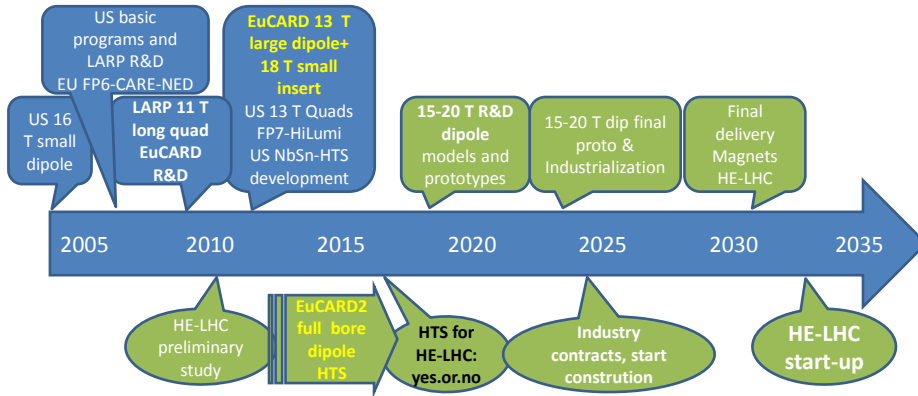 US basic
programs and
LARP R&D
EU FP6-CARE-NED
EuCARD 13 T
large dipole+
18 T small
insert
US 13 T Quads
FP7-HiLumi
US NbSn-HTS
development
US 16
T small
dipole
LARP 11 T
long quad
EuCARD
R&D
15-20 T R&D
dipole
models and
prototypes
15-20 T dip final
proto &
Industrialization
Final
delivery
Magnets
HE-LHC
2005 2010 2015 2020 2025 2030 2035
HE-LHC
preliminary
study
EuCARD2
full bore
dipole
HTS
HTS for
HE-LHC:
yes.or.no
Industry
contracts, start
constrution
HE-LHC
start-up